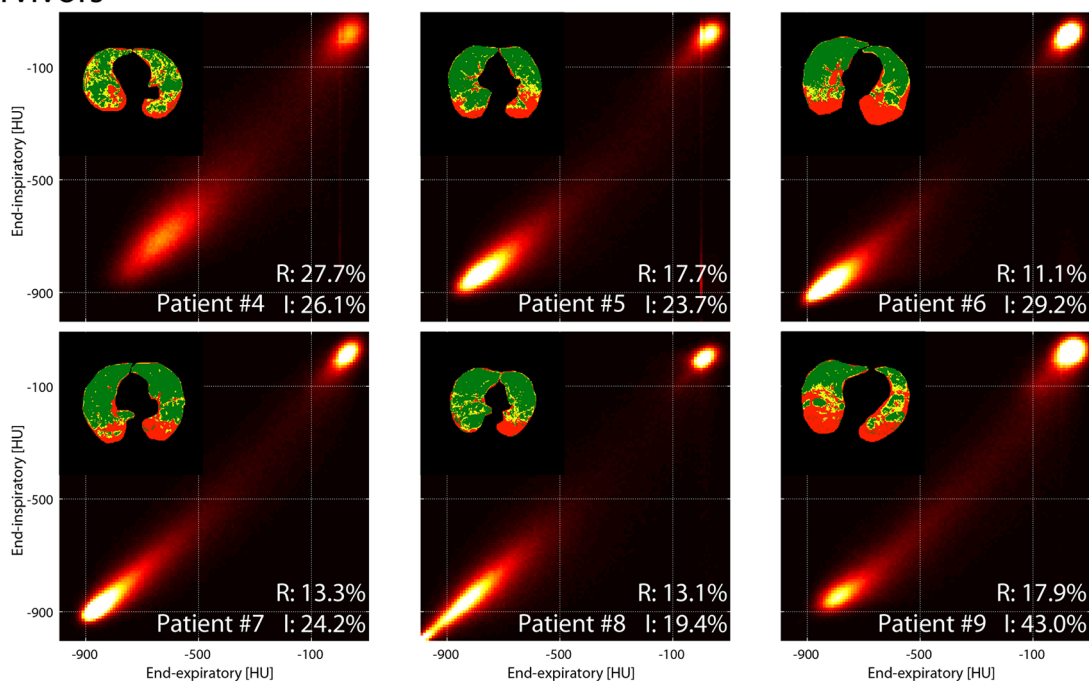 -100
-500
-900
End-inspiratory [HU]
R: 27.7%
Patient #4 I: 26.1%
R: 17.7%
Patient #5 I: 23.7%
R: 11.1%
Patient #6 I: 29.2%
-100
-500
-900
End-inspiratory [HU]
R: 13.3%
Patient #7 I: 24.2%
R: 13.1%
Patient #8 I: 19.4%
R: 17.9%
Patient #9 I: 43.0%
-900 -500 -100
End-expiratory [HU]
-900 -500 -100
End-expiratory [HU]
-900 -500 -100
End-expiratory [HU]